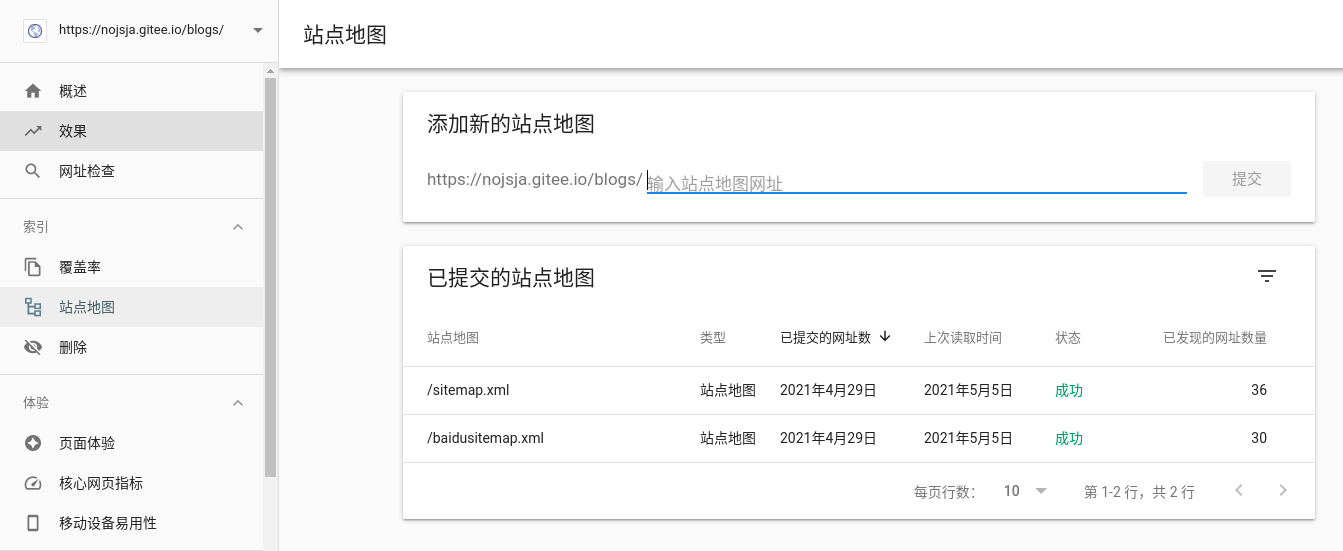 https://nojsja.gitee.io/blogs/
概述
效果
网址检查
索引
覆盖率
站点地图
删除
体验
页面体验
核心网页指标
移动设备易用性
站点地图
添加新的站点地图
https://nojsja.gitee.io/blogs/ 输入站点地图网址 提交
已提交的站点地图
站点地图 类型 已提交的网址数 上次读取时间 状态 已发现的网址数量
/sitemap.xml 站点地图 2021年4月29日 2021年5月5日 成功 36
/baidusitemap.xml 站点地图 2021年4月29日 2021年5月5日 成功 30
每页行数： 10 第 1-2 行，共 2 行